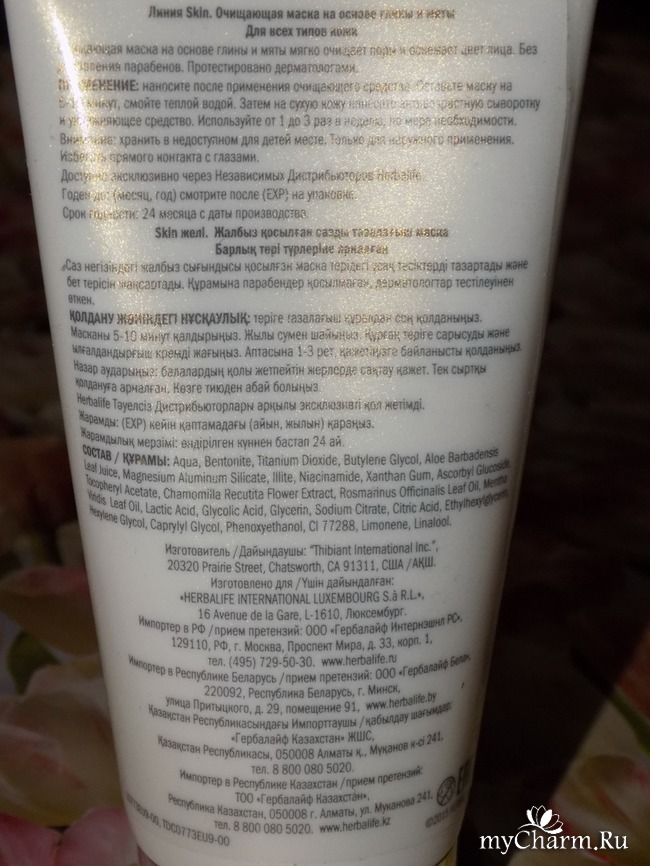 Линия Skin. Очищающая маска на основе глины и мяты
Для всех типов кожи
маска на основе глины и мяты мягко очищает поры и освежает цвет лица. Без
парабенов. Протестировано дерматологами.
ПРИМЕНЕНИЕ: наносите после применения очищающего средства. Оставьте маску на
минут, смойте теплой водой. Затем на сухую кожу нанесите антивозрастную сыворотку
и увлажняющее средство. Используйте от 1 до 3 раз в неделю, по мере необходимости.
Внимание: хранить в недоступном для детей месте. Только для наружного применения.
Избегать прямого контакта с глазами.
Доступно эксклюзивно через Независимых Дистрибьюторов Herbalife.
Годен до: (месяц, год) смотрите после (EXP) на упаковке.
Срок годности: 24 месяца с даты производства.
Skin желі. Жалбыз қосылған сазды тазалағыш маска
Барлық тері түрлеріне арналған
Саз негізіндегі жалбыз сығындысы қосылған маска терідегі ұсақ тесіктерді тазартады және
бет терісін жақсартады. Құрамына парабендер қосылмаған, дерматологтар тестілеуінен
өткен.
ҚОЛДАНУ ЖӨНІНДЕГІ НҰСҚАУЛЫҚ: теріге тазалағыш құралдан соң қолданыңыз.
Масканы 5-10 минут қалдырыңыз. Жылы сумен шайыңыз. Құрғақ теріге сарысуды және
ылғалдандырғыш кремді жағыңыз. Аптасына 1-3 рет, қажетіңізге байланысты қолданыңыз.
Назар аударыңыз: балалардың қолы жетпейтін жерлерде сақтау қажет. Тек сыртқы
қолдануға арналған. Көзге тиюден абай болыңыз.
Herbalife Тәуелсіз Дистрибьюторлары арқылы эксклюзивті қол жетімді.
Жарамды: (EXP) кейін қаптамадағы (айын, жылын) қараңыз.
Жарамдылық мерзімі: өндірілген күннен бастап 24 ай.
СОСТАВ / ҚҰРАМЫ: Aqua, Bentonite, Titanium Dioxide, Butylene Glycol, Aloe Barbadensis
Leaf Juice, Magnesium Aluminum Silicate, Illite, Niacinamide, Xanthan Gum, Ascorbyl Glucoside,
Tocopheryl Acetate, Chamomilla Recutita Flower Extract, Rosmarinus Officinalis Leaf Oil, Mentha
Viridis Leaf Oil, Lactic Acid, Glycolic Acid, Glycerin, Sodium Citrate, Citric Acid, Ethylhexylglycerin,
Hexylene Glycol, Caprylyl Glycol, Phenoxyethanol, CI 77288, Limonene, Linalool.
Изготовитель / Дайындаушы: "Thibiant International Inc.",
20320 Prairie Street, Chatsworth, CA 91311, США / АҚШ.
Изготовлено для / Үшін дайындалған:
«HERBALIFE INTERNATIONAL LUXEMBOURG S.à R.L.»,
16 Avenue de la Gare, L-1610, Люксембург.
Импортер в РФ / прием претензий: ООО «Гербалайф Интернэшнл РС»,
129110, РФ, г. Москва, Проспект Мира, д. 33, корп. 1,
тел. (495) 729-50-30. www.herbalife.ru
Импортер в Республике Беларусь / прием претензий: ООО «Гербалайф Бела»,
220092, Республика Беларусь, г. Минск,
улица Притыцкого, д. 29, помещение 91, www.herbalife.by
Қазақстан Республикасындағы Импорттаушы / қабылдау шағымдар:
«Гербалайф Казахстан» ЖШС,
Қазақстан Республикасы, 050008 Алматы қ., Мұқанов к-сі 241,
тел. 8 800 080 5020.
Импортер в Республике Казахстан / прием претензий:
ТОО «Гербалайф Казахстан»,
Республика Казахстан, 050008 г. Алматы, ул. Муканова 241,
тел. 8 800 080 5020. www.herbalife.kz
TDC0773EU9-00
EAC
myCharm.Ru